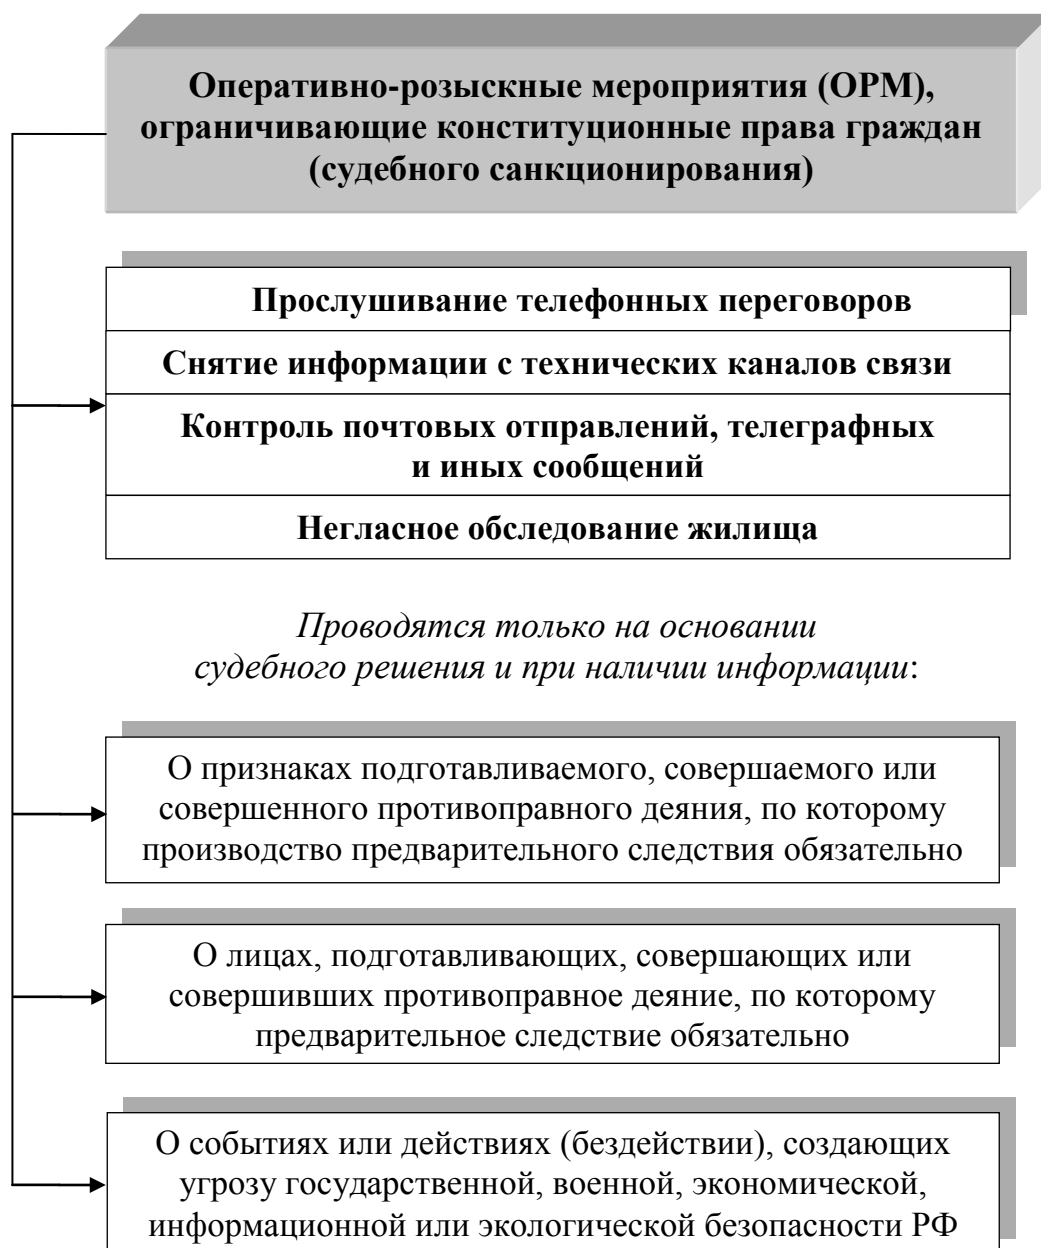 Оперативно-розыскные мероприятия (ОРМ),
ограничивающие конституционные права граждан
(судебного санкционирования)
Прослушивание телефонных переговоров
Снятие информации с технических каналов связи
Контроль почтовых отправлений, телеграфных
и иных сообщений
Негласное обследование жилища
Проводятся только на основании
судебного решения и при наличии информации:
О признаках подготавливаемого, совершаемого или
совершенного противоправного деяния, по которому
производство предварительного следствия обязательно
О лицах, подготавливающих, совершающих или
совершивших противоправное деяние, по которому
предварительное следствие обязательно
О событиях или действиях (бездействии), создающих
угрозу государственной, военной, экономической,
информационной или экологической безопасности РФ